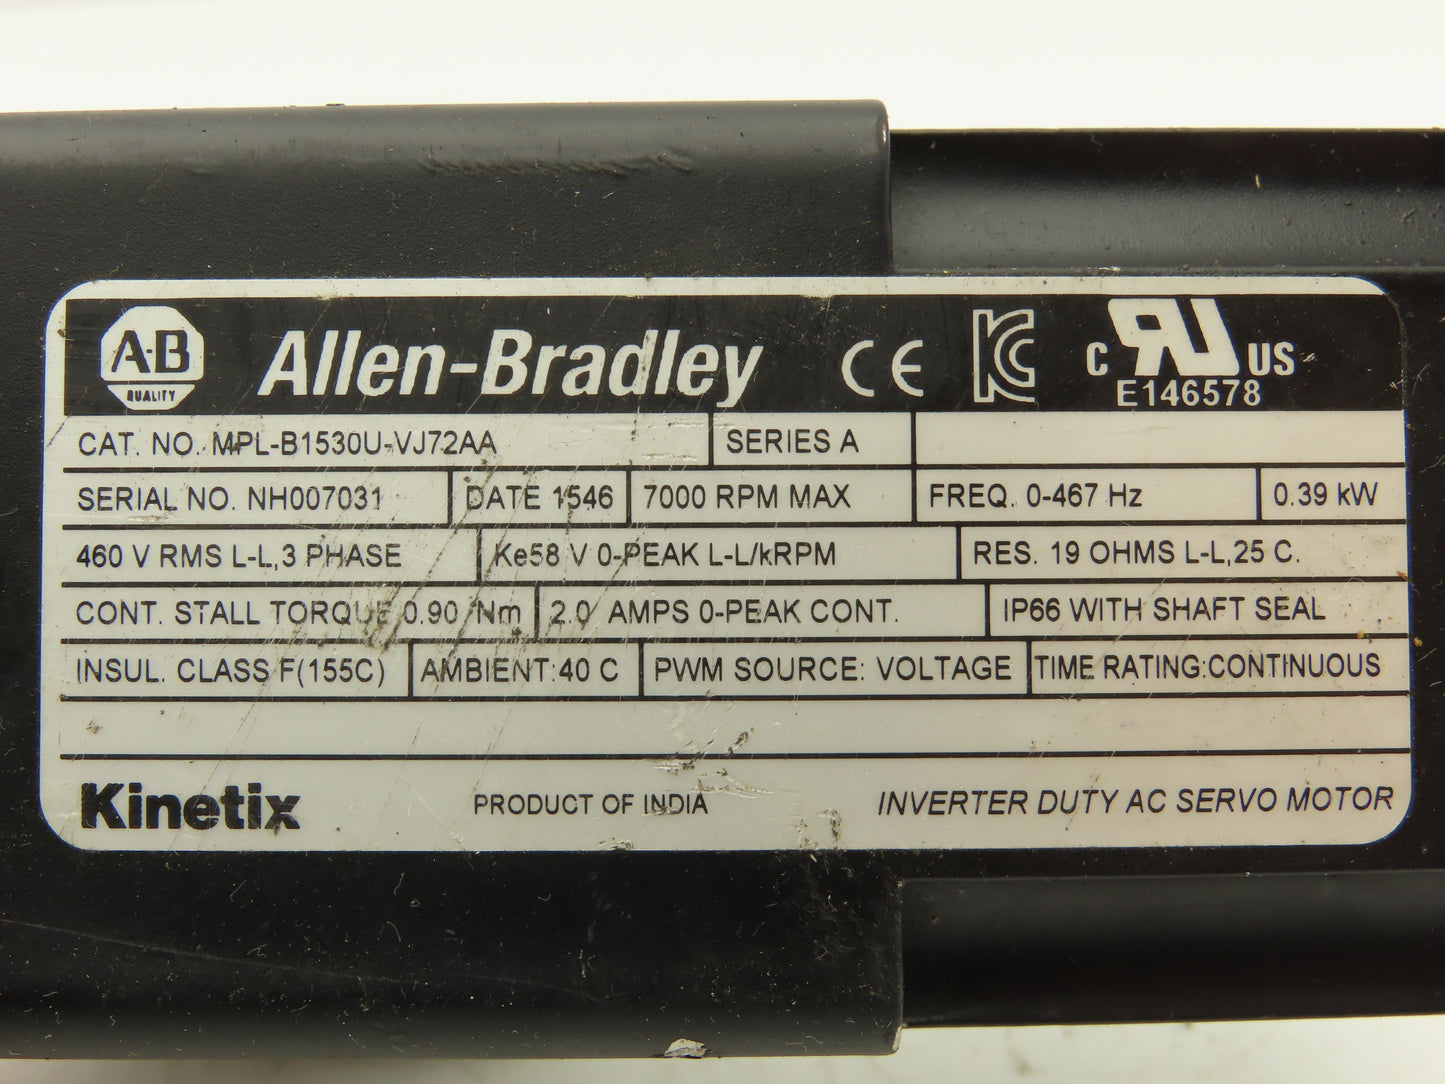 A-B QUALITY Allen-Bradley CE KC C RU US
E146578
CAT. NO. MPL-B1530U-VJ72AA SERIES A
SERIAL NO. NH007031 DATE 1546 7000 RPM MAX FREQ. 0-467 Hz 0.39 kW
460 V RMS L-L,3 PHASE Ke58 V 0-PEAK L-L/kRPM RES. 19 OHMS L-L,25 C.
CONT. STALL TORQUE 0.90 Nm 2.0 AMPS 0-PEAK CONT. IP66 WITH SHAFT SEAL
INSUL. CLASS F(155C) AMBIENT:40 C PWM SOURCE: VOLTAGE TIME RATING:CONTINUOUS
Kinetix PRODUCT OF INDIA INVERTER DUTY AC SERVO MOTOR